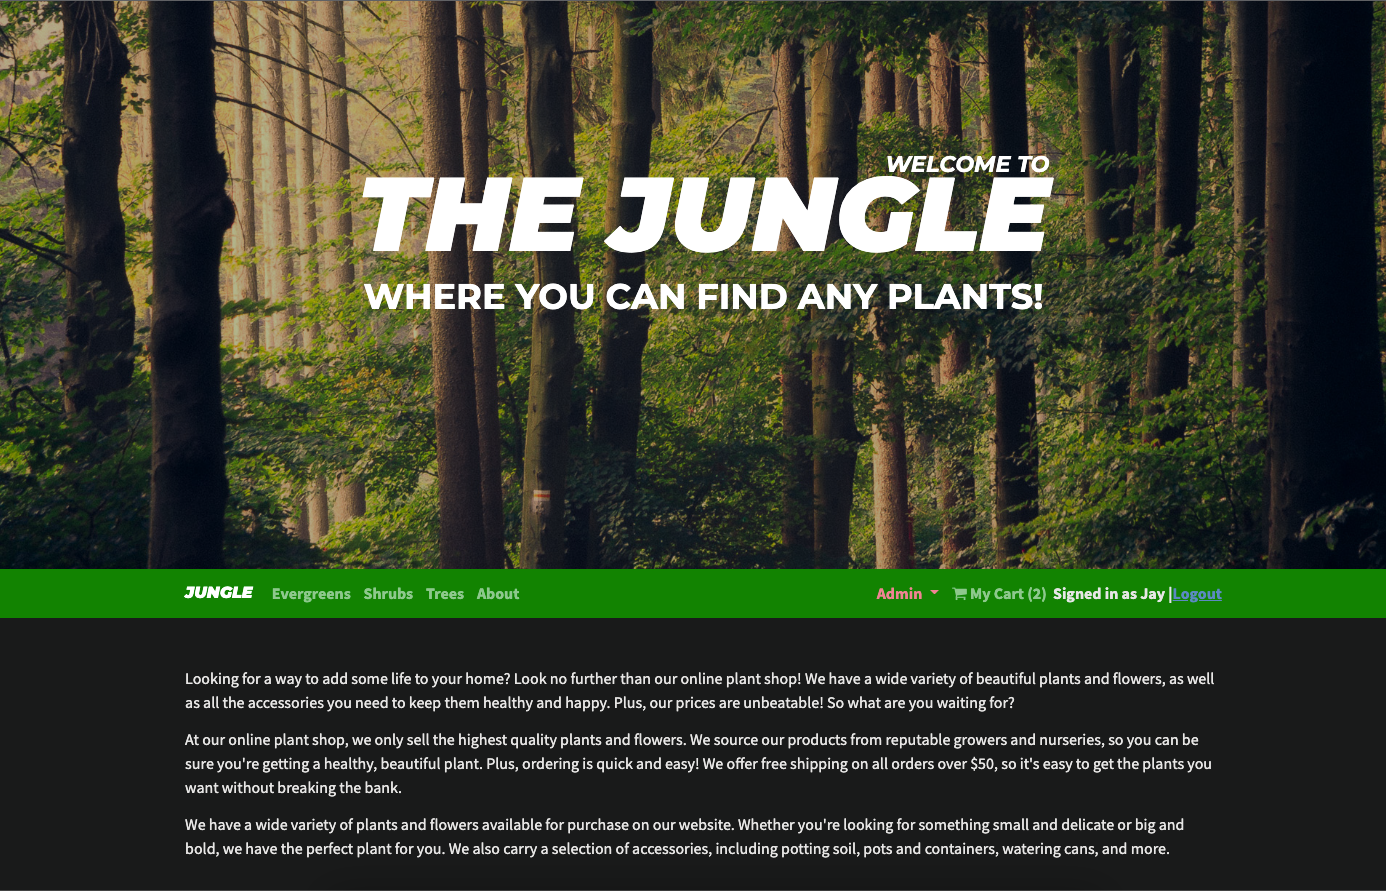 WELCOME TO
THE JUNGLE
WHERE YOU CAN FIND ANY PLANTS!
JUNGLE Evergreens Shrubs Trees About Admin My Cart (2) Signed in as Jay |Logout
Looking for a way to add some life to your home? Look no further than our online plant shop! We have a wide variety of beautiful plants and flowers, as well
as all the accessories you need to keep them healthy and happy. Plus, our prices are unbeatable! So what are you waiting for?
At our online plant shop, we only sell the highest quality plants and flowers. We source our products from reputable growers and nurseries, so you can be
sure you're getting a healthy, beautiful plant. Plus, ordering is quick and easy! We offer free shipping on all orders over $50, so it's easy to get the plants you
want without breaking the bank.
We have a wide variety of plants and flowers available for purchase on our website. Whether you're looking for something small and delicate or big and
bold, we have the perfect plant for you. We also carry a selection of accessories, including potting soil, pots and containers, watering cans, and more.